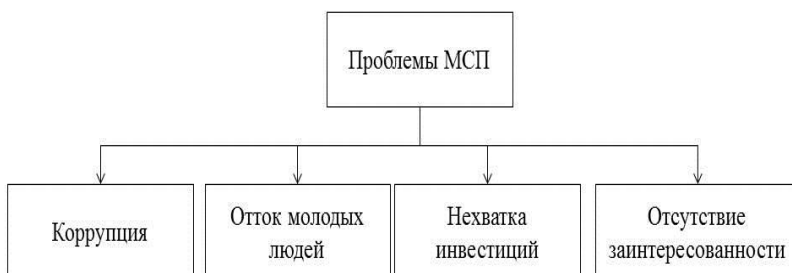 Проблемы МСП
Коррупция
Отток молодых
людей
Нехватка
инвестиций
Отсутствие
заинтересованности